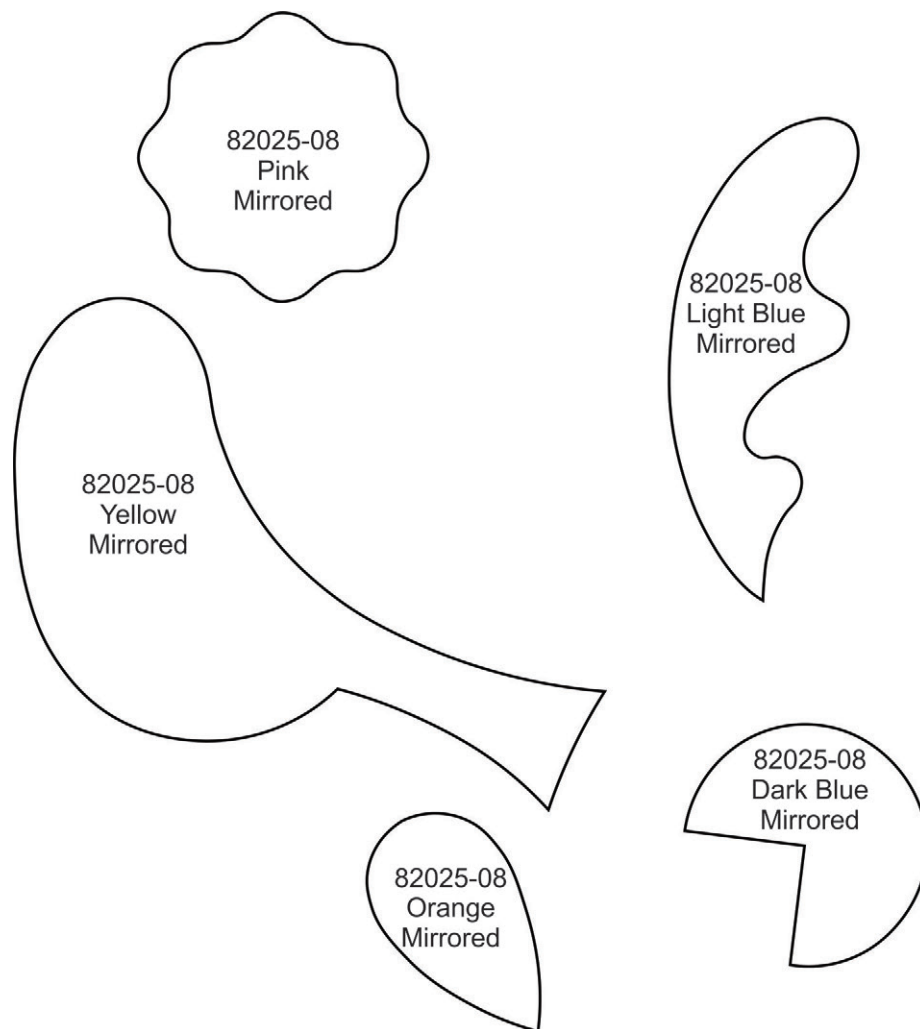 82025-08
Pink
Mirrored
82025-08
Light Blue
Mirrored
82025-08
Yellow
Mirrored
82025-08
Dark Blue
Mirrored
82025-08
Orange
Mirrored